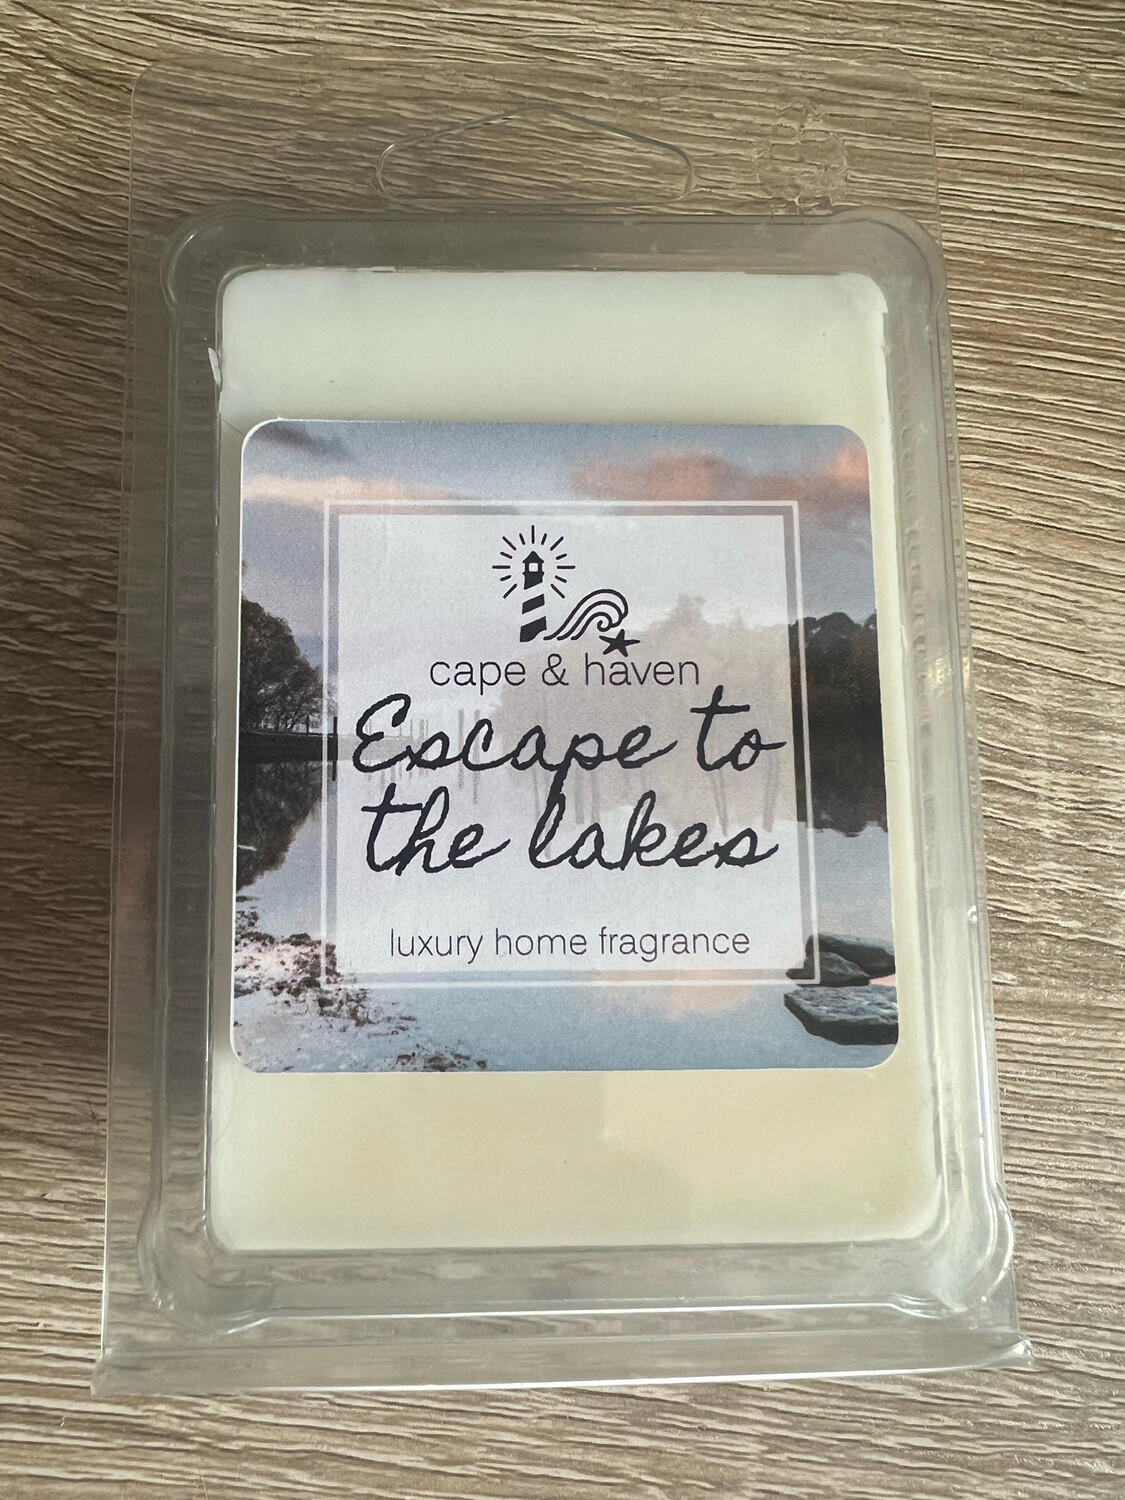 cape & haven
Escape to
the lakes
luxury home fragrance